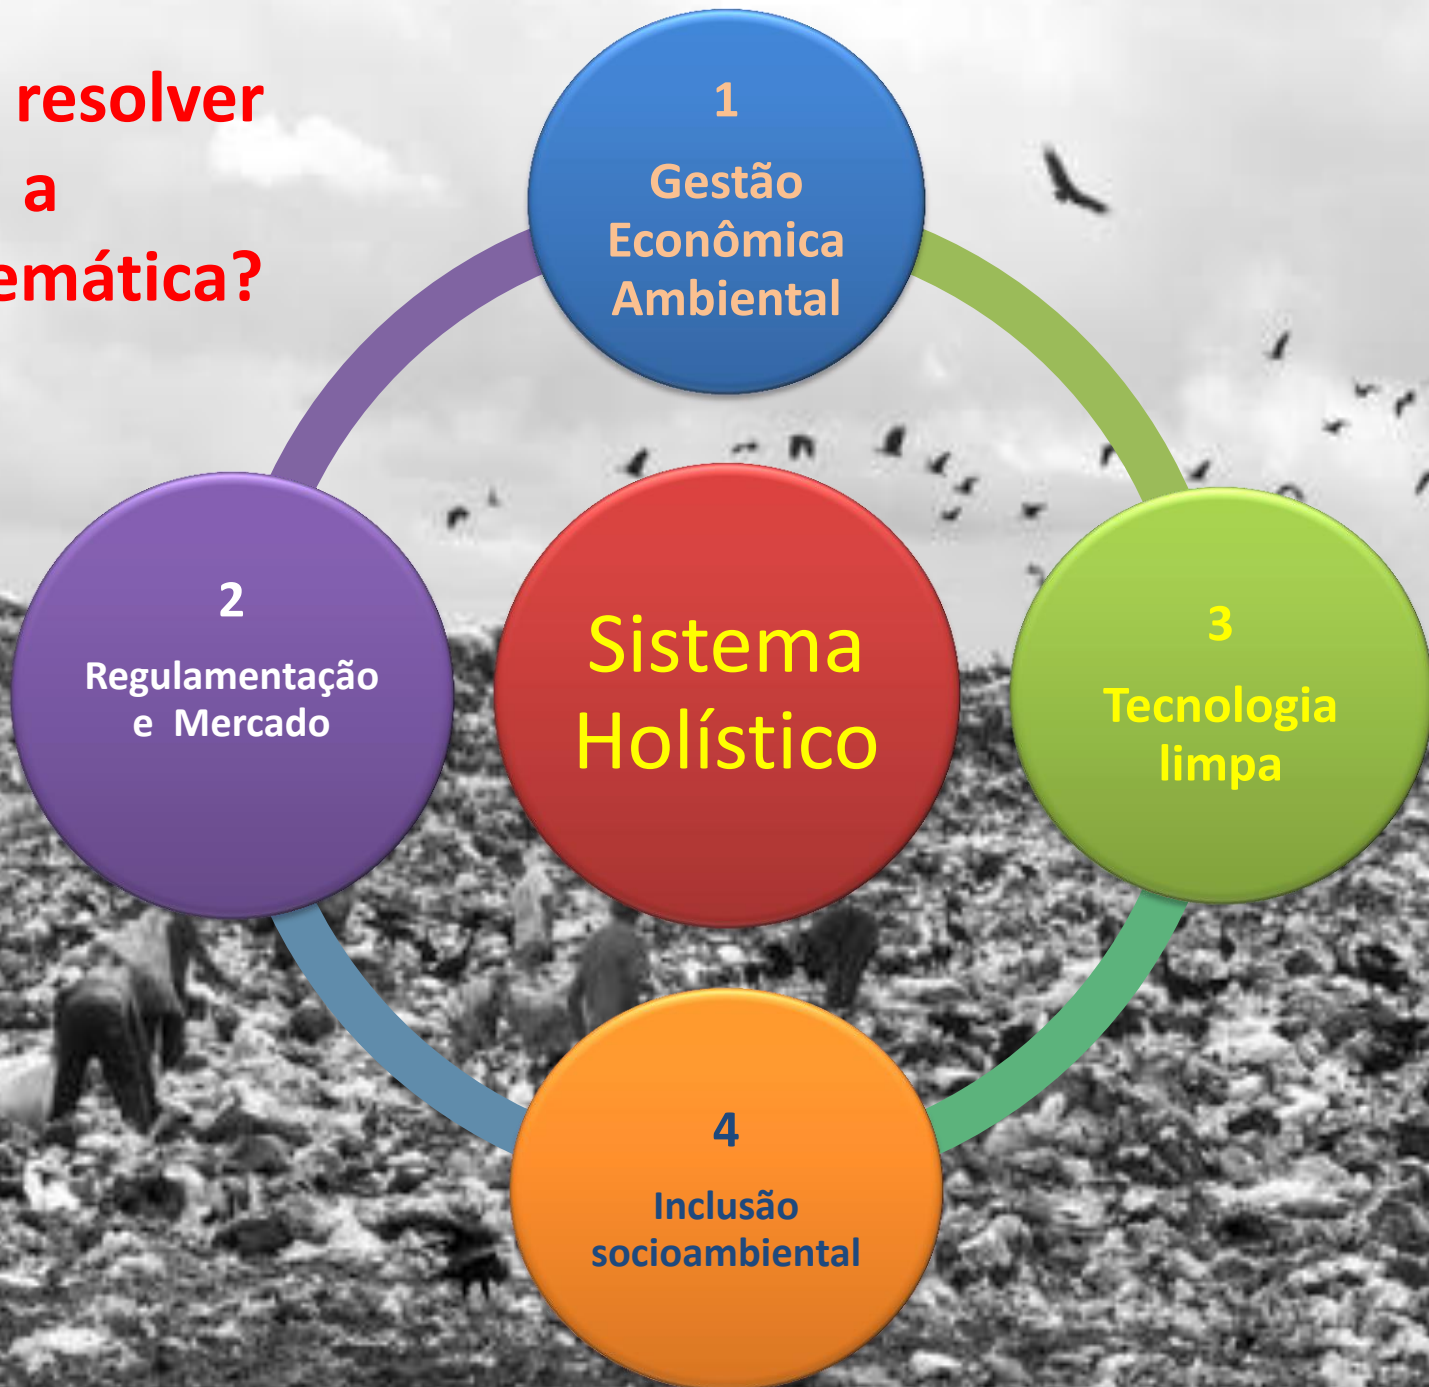 resolver
a
emática?
1
Gestão
Econômica
Ambiental
2
Regulamentação
e Mercado
Sistema
Holístico
3
Tecnologia
limpa
4
Inclusão
socioambiental